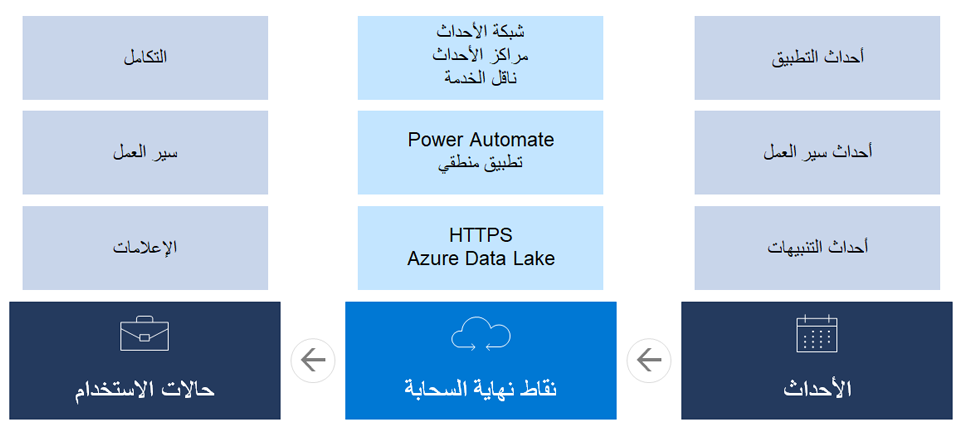 أحداث التطبيق
أحداث سير العمل
أحداث التنبيهات
الأحداث
شبكة الأحداث
مراكز الأحداث
ناقل الخدمة
Power Automate
تطبيق منطقي
HTTPS
Azure Data Lake
نقاط نهاية السحابة
التكامل
سير العمل
الإعلامات
حالات الاستخدام